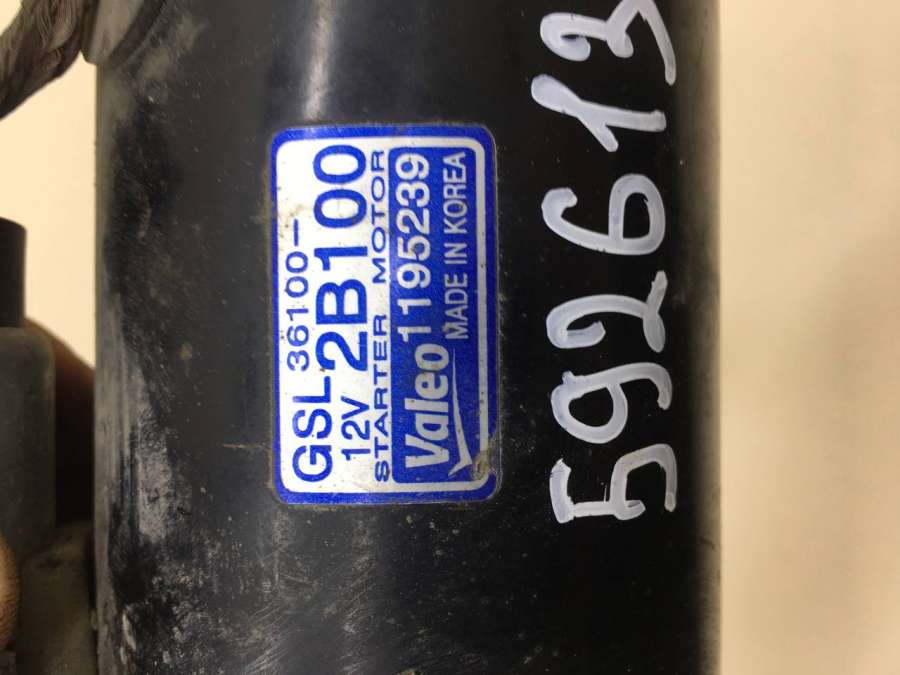 GSL 36100-
12V 2B100
STARTER MOTOR
Valeo 1195239
MADE IN KOREA
592613